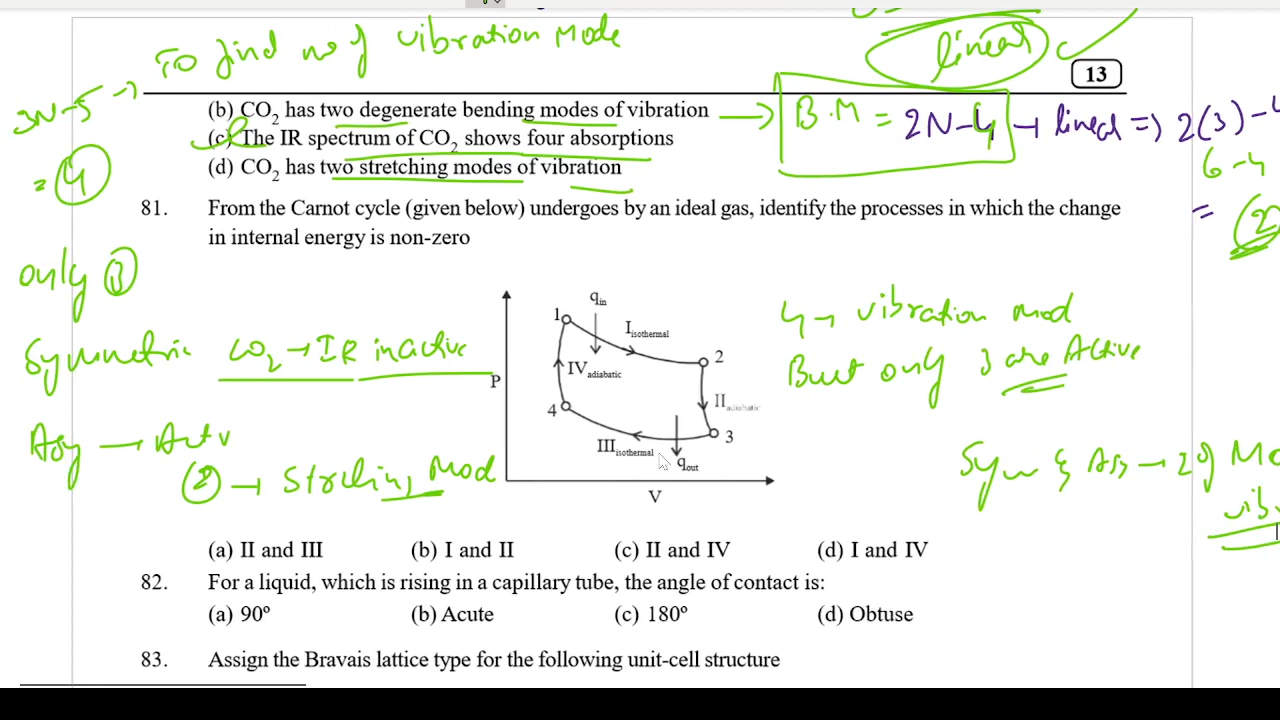 To find no of vibration Mode
linear
13
3N-5 →
= 4
(b) CO2 has two degenerate bending modes of vibration
(c) The IR spectrum of CO2 shows four absorptions
(d) CO2 has two stretching modes of vibration
B.M = 2N-4 → linear ⇒ 2(3)-4
6-4
= 2
81. From the Carnot cycle (given below) undergoes by an ideal gas, identify the processes in which the change
in internal energy is non-zero
only 3
Symmetric CO2 → IR inactive
Asy → Activ
2 → Streching Mod
P
V
1
2
3
4
qin
Iisothermal
IIadiabatic
IIIisothermal
IVadiabatic
qout
4 → vibration mod
But only 3 are Active
Sym & Asy → 2 of Mo
vib
(a) II and III (b) I and II (c) II and IV (d) I and IV
82. For a liquid, which is rising in a capillary tube, the angle of contact is:
(a) 90º (b) Acute (c) 180º (d) Obtuse
83. Assign the Bravais lattice type for the following unit-cell structure